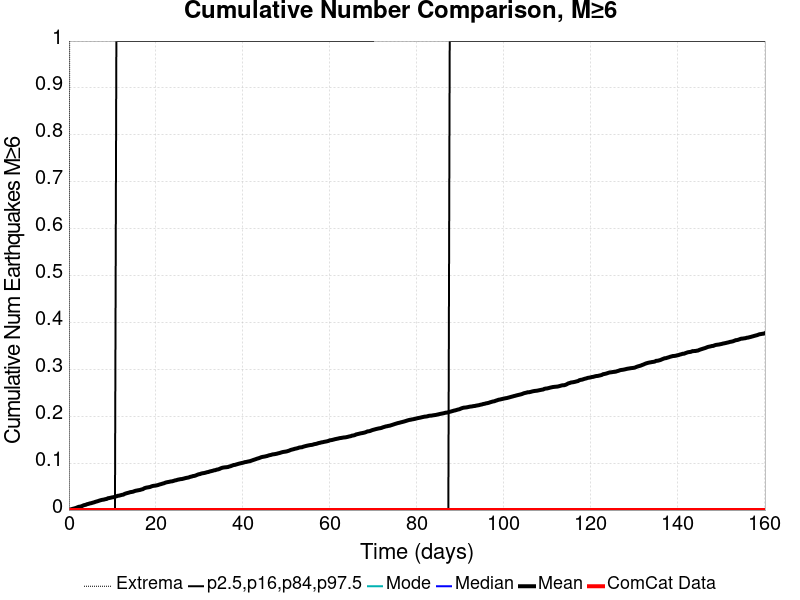 Cumulative Number Comparison, M≥6
Cumulative Num Earthquakes M≥6
1
0.9
0.8
0.7
0.6
0.5
0.4
0.3
0.2
0.1
0
0 20 40 60 80 100 120 140 160
Time (days)
Extrema p2.5,p16,p84,p97.5 Mode Median Mean ComCat Data